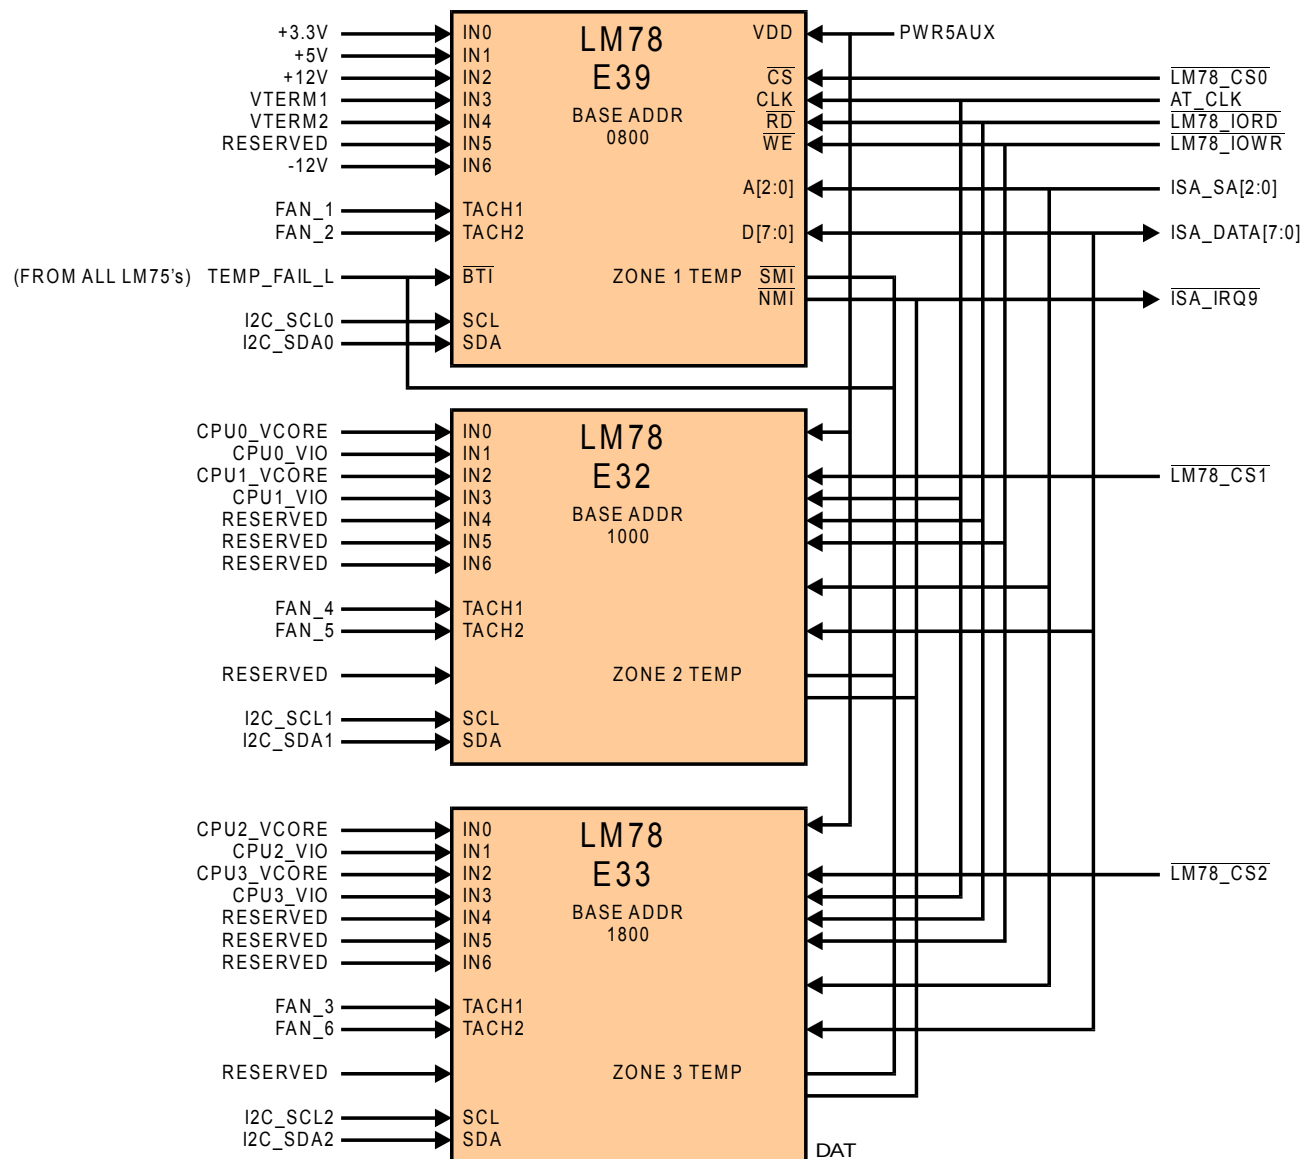 +3.3V IN0 LM78 VDD PWR5AUX
+5V IN1
+12V IN2 E39 CS LM78_CS0
VTERM1 IN3 CLK AT_CLK
VTERM2 IN4 BASE ADDR RD LM78_IORD
RESERVED IN5 0800 WE LM78_IOWR
-12V IN6
A[2:0] ISA_SA[2:0]
FAN_1 TACH1
FAN_2 TACH2 D[7:0] ISA_DATA[7:0]
(FROM ALL LM75's) TEMP_FAIL_L BTI ZONE 1 TEMP SMI
NMI ISA_IRQ9
I2C_SCL0 SCL
I2C_SDA0 SDA
CPU0_VCORE IN0 LM78
CPU0_VIO IN1
CPU1_VCORE IN2 E32 LM78_CS1
CPU1_VIO IN3
RESERVED IN4 BASE ADDR
RESERVED IN5 1000
RESERVED IN6
FAN_4 TACH1
FAN_5 TACH2
RESERVED ZONE 2 TEMP
I2C_SCL1 SCL
I2C_SDA1 SDA
CPU2_VCORE IN0 LM78
CPU2_VIO IN1
CPU3_VCORE IN2 E33 LM78_CS2
CPU3_VIO IN3
RESERVED IN4 BASE ADDR
RESERVED IN5 1800
RESERVED IN6
FAN_3 TACH1
FAN_6 TACH2
RESERVED ZONE 3 TEMP
I2C_SCL2 SCL
I2C_SDA2 SDA
DAT